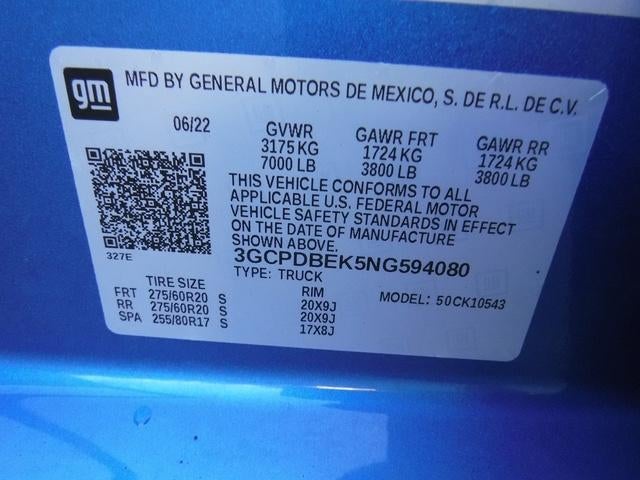 gm
MFD BY GENERAL MOTORS DE MEXICO, S. DE R.L. DE C.V.
06/22 GVWR GAWR FRT GAWR RR
3175 KG 1724 KG 1724 KG
7000 LB 3800 LB 3800 LB
THIS VEHICLE CONFORMS TO ALL
APPLICABLE U.S. FEDERAL MOTOR
VEHICLE SAFETY STANDARDS IN EFFECT
ON THE DATE OF MANUFACTURE
SHOWN ABOVE.
327E
3GCPDBEK5NG594080
TYPE: TRUCK
TIRE SIZE RIM MODEL: 50CK10543
FRT 275/60R20 S 20X9J
RR 275/60R20 S 20X9J
SPA 255/80R17 S 17X8J